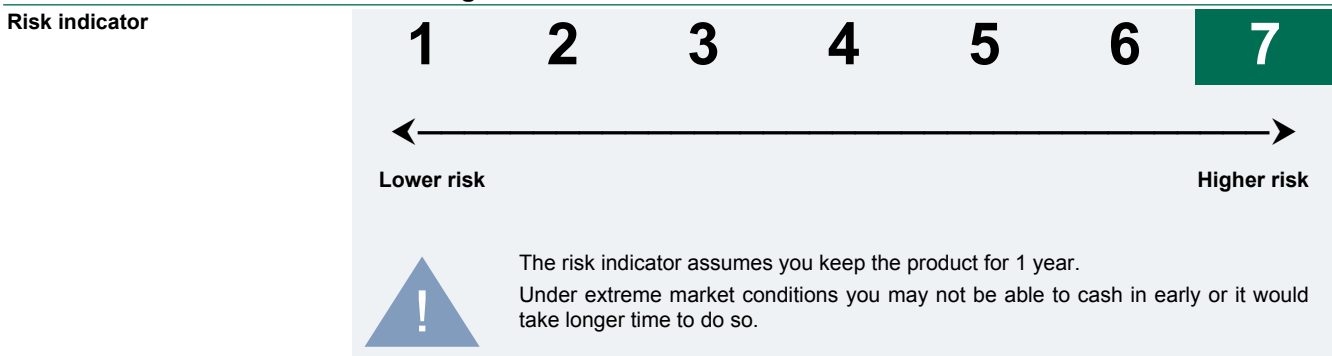 Risk indicator
1 2 3 4 5 6 7
Lower risk Higher risk
! The risk indicator assumes you keep the product for 1 year.
Under extreme market conditions you may not be able to cash in early or it would
take longer time to do so.